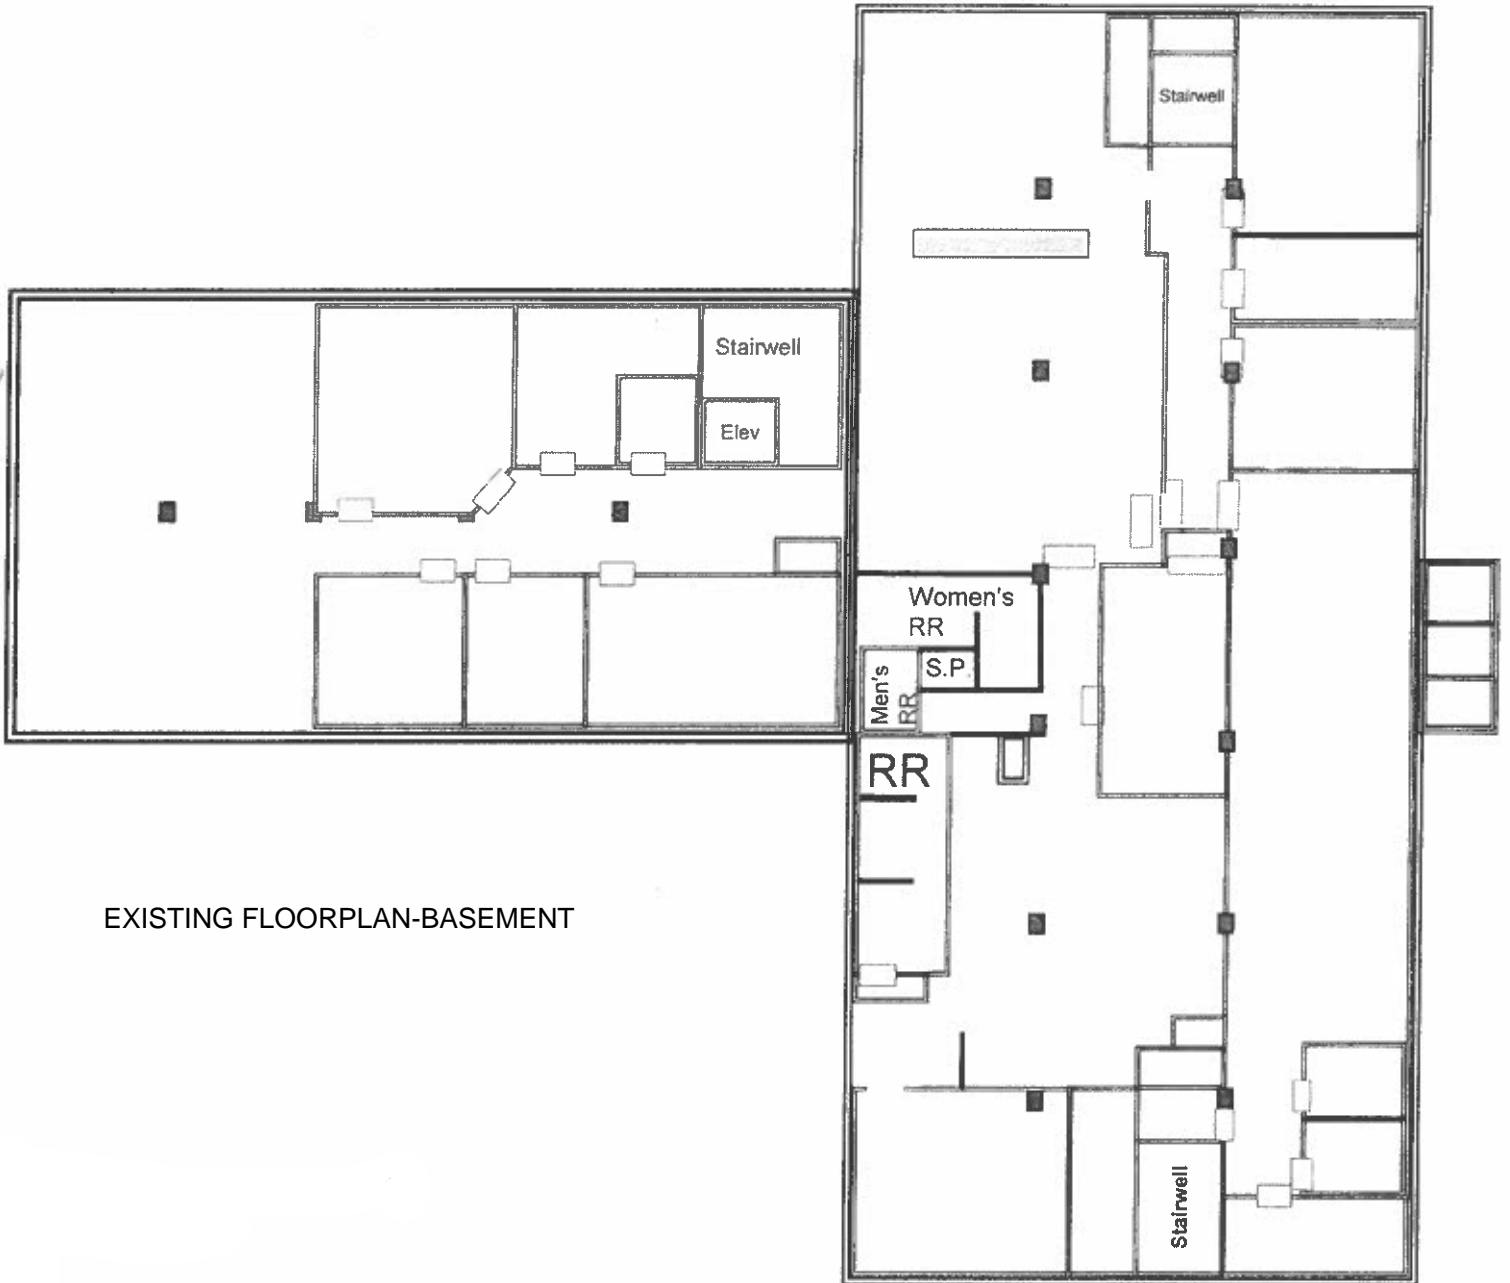 Stairwell
Stairwell
Elev
Women's
RR
S.P.
Men's
RR
RR
EXISTING FLOORPLAN-BASEMENT
Stairwell